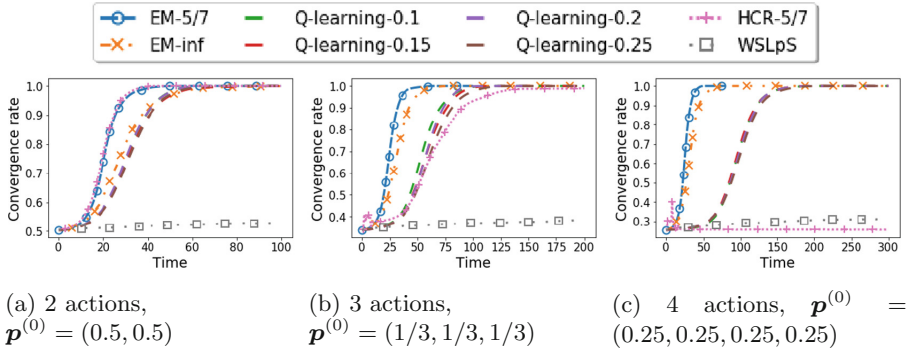 EM-5/7 Q-learning-0.1 Q-learning-0.2 HCR-5/7
EM-inf Q-learning-0.15 Q-learning-0.25 WSLpS
Convergence rate
1.0
0.9
0.8
0.7
0.6
0.5
0 20 40 60 80 100
Time
Convergence rate
1.0
0.9
0.8
0.7
0.6
0.5
0.4
0 25 50 75 100 125 150 175 200
Time
Convergence rate
1.0
0.9
0.8
0.7
0.6
0.5
0.4
0.3
0 50 100 150 200 250 300
Time
(a) 2 actions,
p^(0) = (0.5, 0.5)
(b) 3 actions,
p^(0) = (1/3, 1/3, 1/3)
(c) 4 actions, p^(0) =
(0.25, 0.25, 0.25, 0.25)